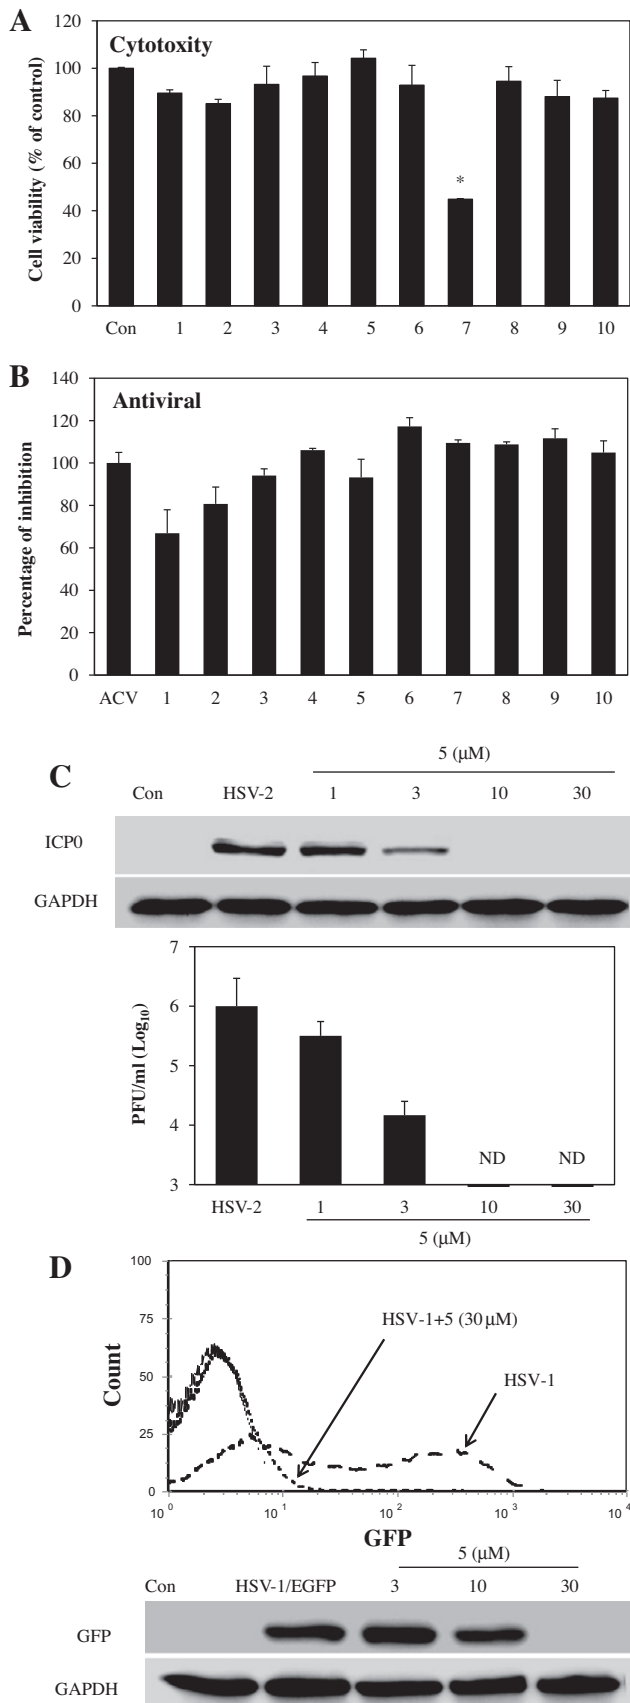 A
Cytotoxity
Cell viability (% of control)
120
100
80
60
40
20
0
*
Con 1 2 3 4 5 6 7 8 9 10
B
Antiviral
Percentage of inhibition
140
120
100
80
60
40
20
0
ACV 1 2 3 4 5 6 7 8 9 10
C
5 (μM)
Con HSV-2 1 3 10 30
ICP0
GAPDH
PFU/ml (Log10)
7
6
5
4
3
ND ND
HSV-2 1 3 10 30
5 (μM)
D
Count
100
75
50
25
0
HSV-1+5 (30 μM)
HSV-1
10^0 10^1 10^2 10^3 10^4
GFP
5 (μM)
Con HSV-1/EGFP 3 10 30
GFP
GAPDH